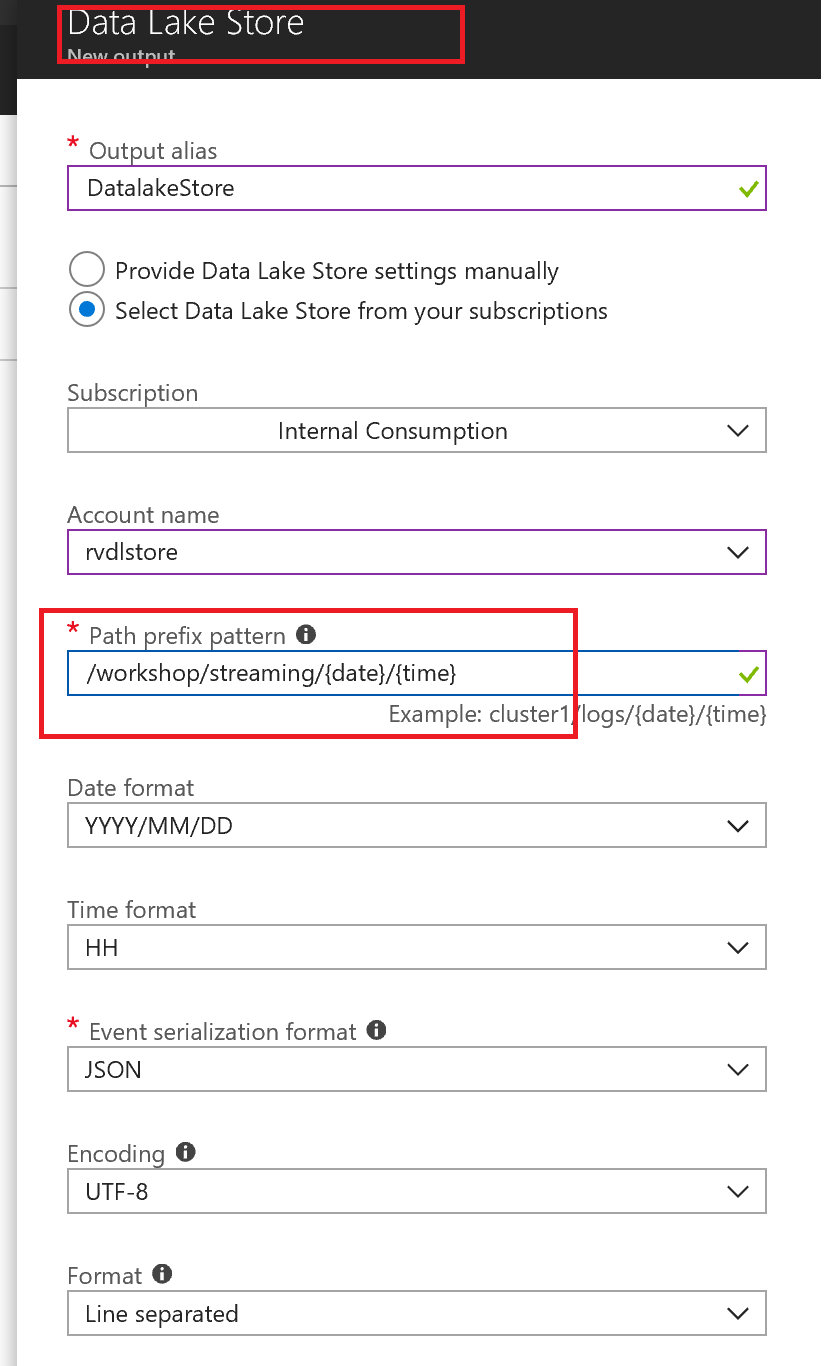 Data Lake Store
New output
* Output alias
DatalakeStore
Provide Data Lake Store settings manually
Select Data Lake Store from your subscriptions
Subscription
Internal Consumption
Account name
rvdlstore
* Path prefix pattern
/workshop/streaming/{date}/{time}
Example: cluster1/logs/{date}/{time}
Date format
YYYY/MM/DD
Time format
HH
* Event serialization format
JSON
Encoding
UTF-8
Format
Line separated